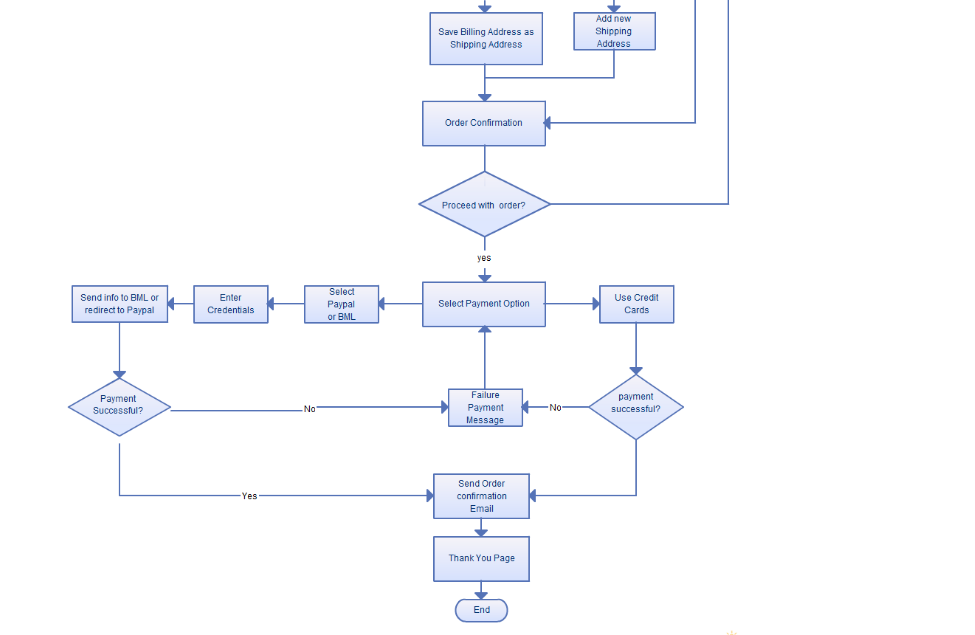 Save Billing Address as
Shipping Address
Add new
Shipping
Address
Order Confirmation
Proceed with order?
yes
Send info to BML or
redirect to Paypal
Enter
Credentials
Select
Paypal
or BML
Select Payment Option
Use Credit
Cards
Payment
Successful?
No
Failure
Payment
Message
No
payment
successful?
Yes
Send Order
confirmation
Email
Thank You Page
End